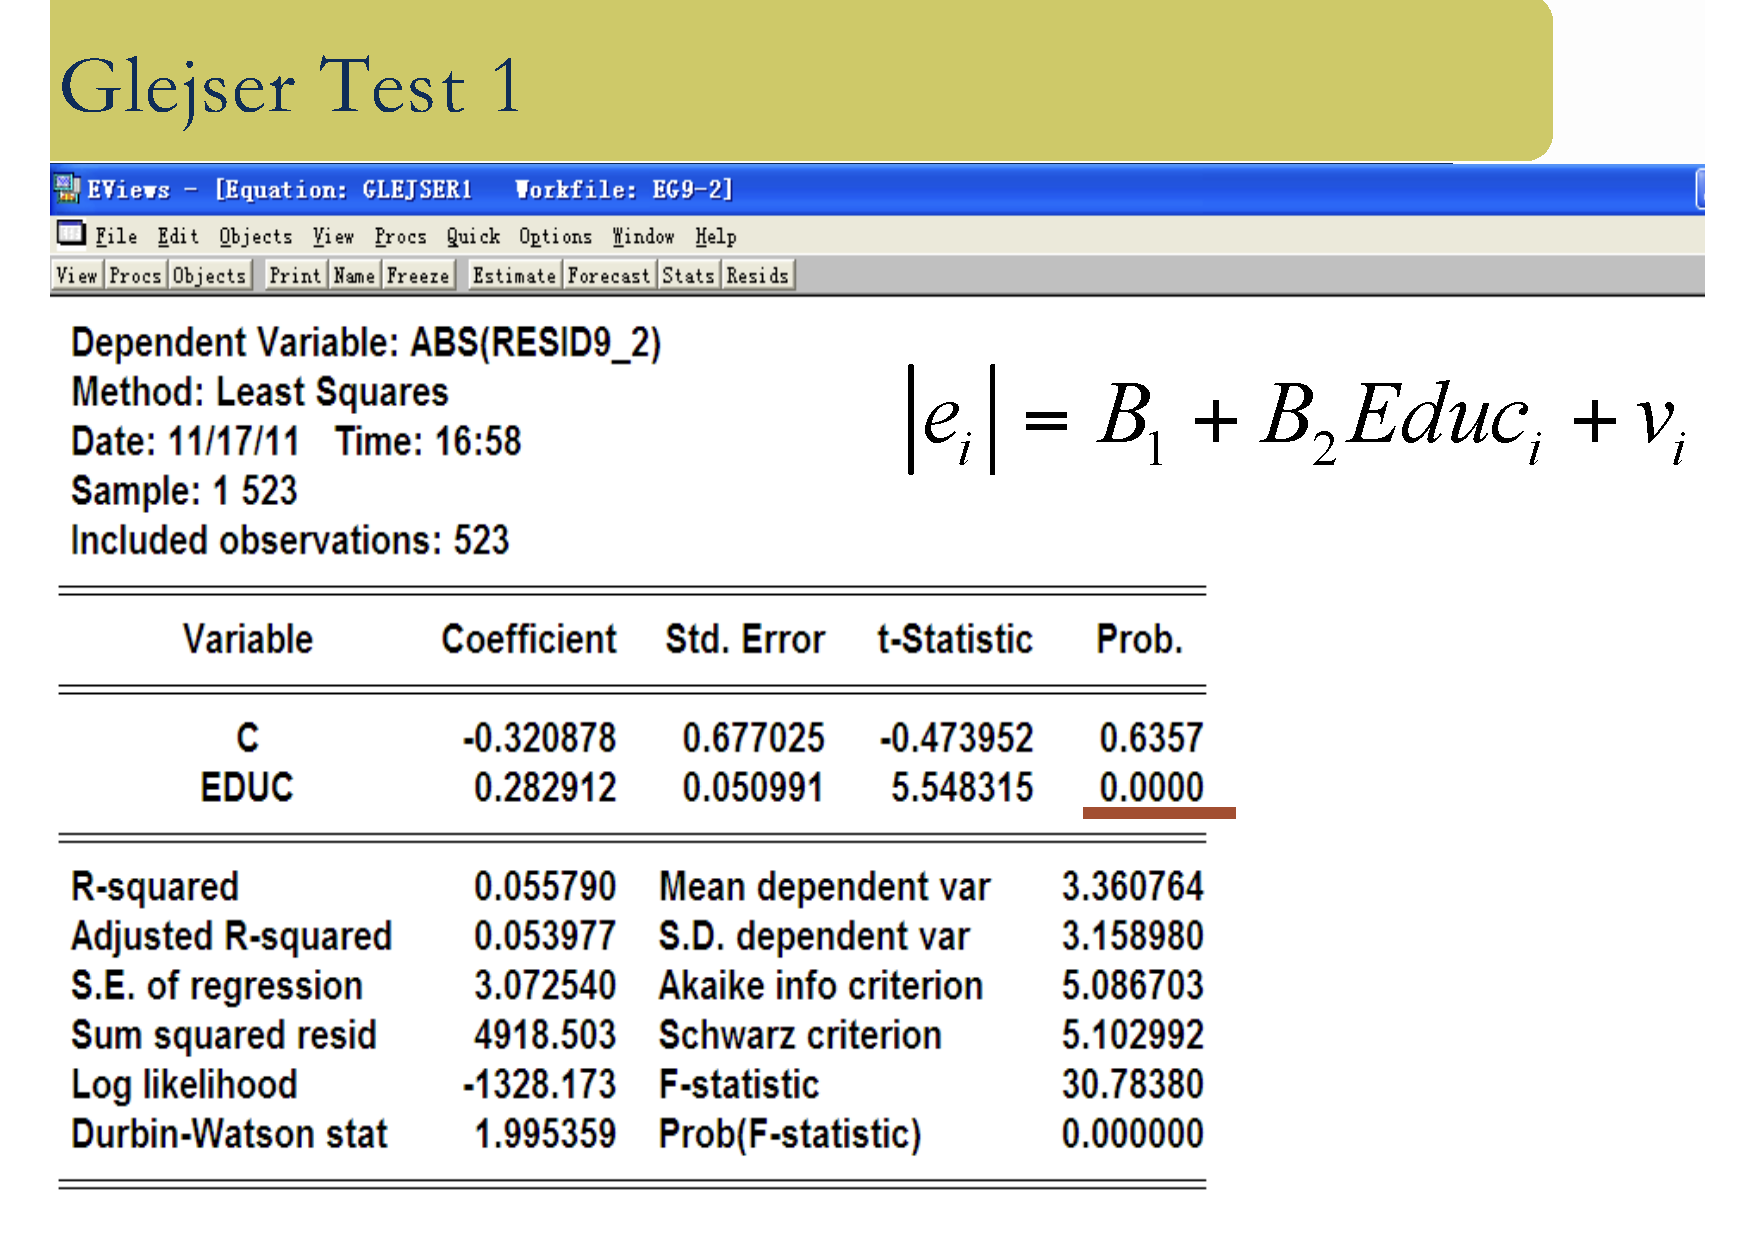 Glejser Test 1
EViews - [Equation: GLEJSER1 Workfile: EG9-2]
File Edit Objects View Procs Quick Options Window Help
View Procs Objects Print Name Freeze Estimate Forecast Stats Resids
Dependent Variable: ABS(RESID9_2)
Method: Least Squares
Date: 11/17/11 Time: 16:58
Sample: 1 523
Included observations: 523
|e_i| = B_1 + B_2 Educ_i + v_i
Variable Coefficient Std. Error t-Statistic Prob.
C -0.320878 0.677025 -0.473952 0.6357
EDUC 0.282912 0.050991 5.548315 0.0000
R-squared 0.055790 Mean dependent var 3.360764
Adjusted R-squared 0.053977 S.D. dependent var 3.158980
S.E. of regression 3.072540 Akaike info criterion 5.086703
Sum squared resid 4918.503 Schwarz criterion 5.102992
Log likelihood -1328.173 F-statistic 30.78380
Durbin-Watson stat 1.995359 Prob(F-statistic) 0.000000